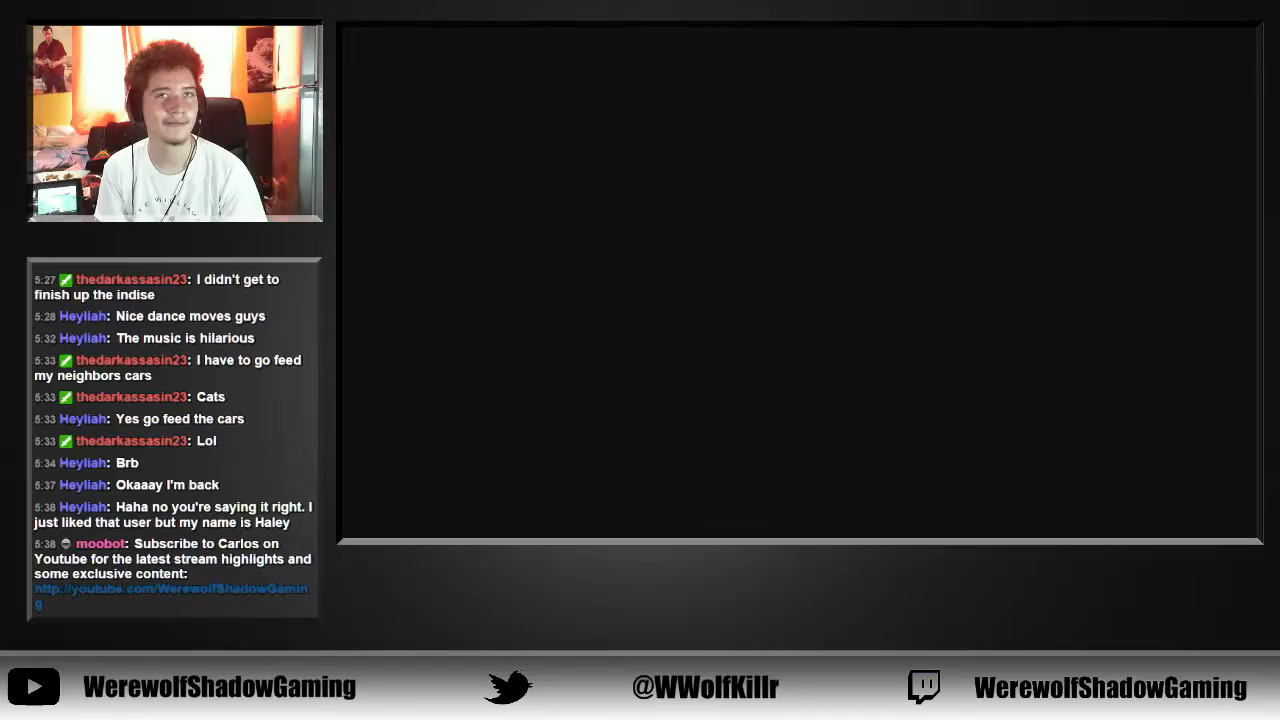 5:27 thedarkassasin23: I didn't get to
finish up the indise
5:28 Heyliah: Nice dance moves guys
5:32 Heyliah: The music is hilarious
5:33 thedarkassasin23: I have to go feed
my neighbors cars
5:33 thedarkassasin23: Cats
5:33 Heyliah: Yes go feed the cars
5:33 thedarkassasin23: Lol
5:34 Heyliah: Brb
5:37 Heyliah: Okaaay I'm back
5:38 Heyliah: Haha no you're saying it right. I
just liked that user but my name is Haley
5:38 moobot: Subscribe to Carlos on
Youtube for the latest stream highlights and
some exclusive content:
http://youtube.com/WerewolfShadowGamin
g
WerewolfShadowGaming
@WWolfKillr
WerewolfShadowGaming